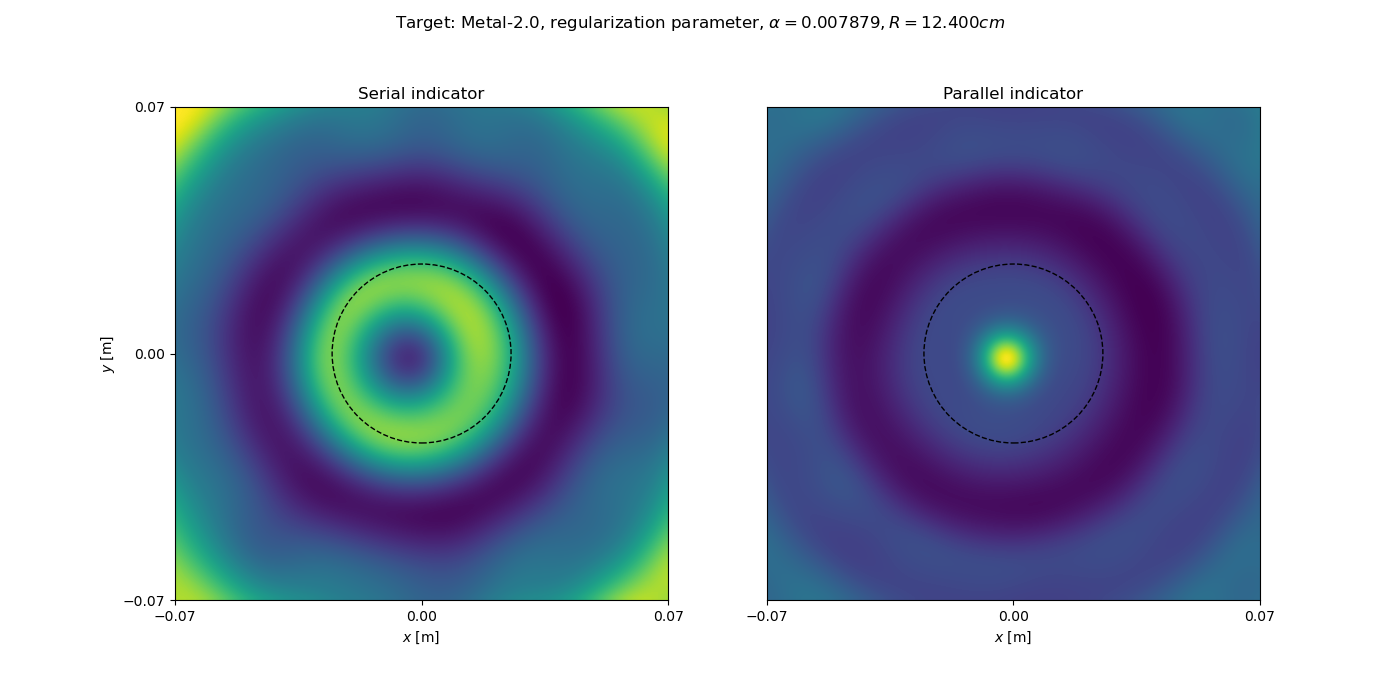 Target: Metal-2.0, regularization parameter, α = 0.007879, R = 12.400cm
Serial indicator
Parallel indicator
0.07
0.00
−0.07
y [m]
−0.07 0.00 0.07
x [m]
−0.07 0.00 0.07
x [m]